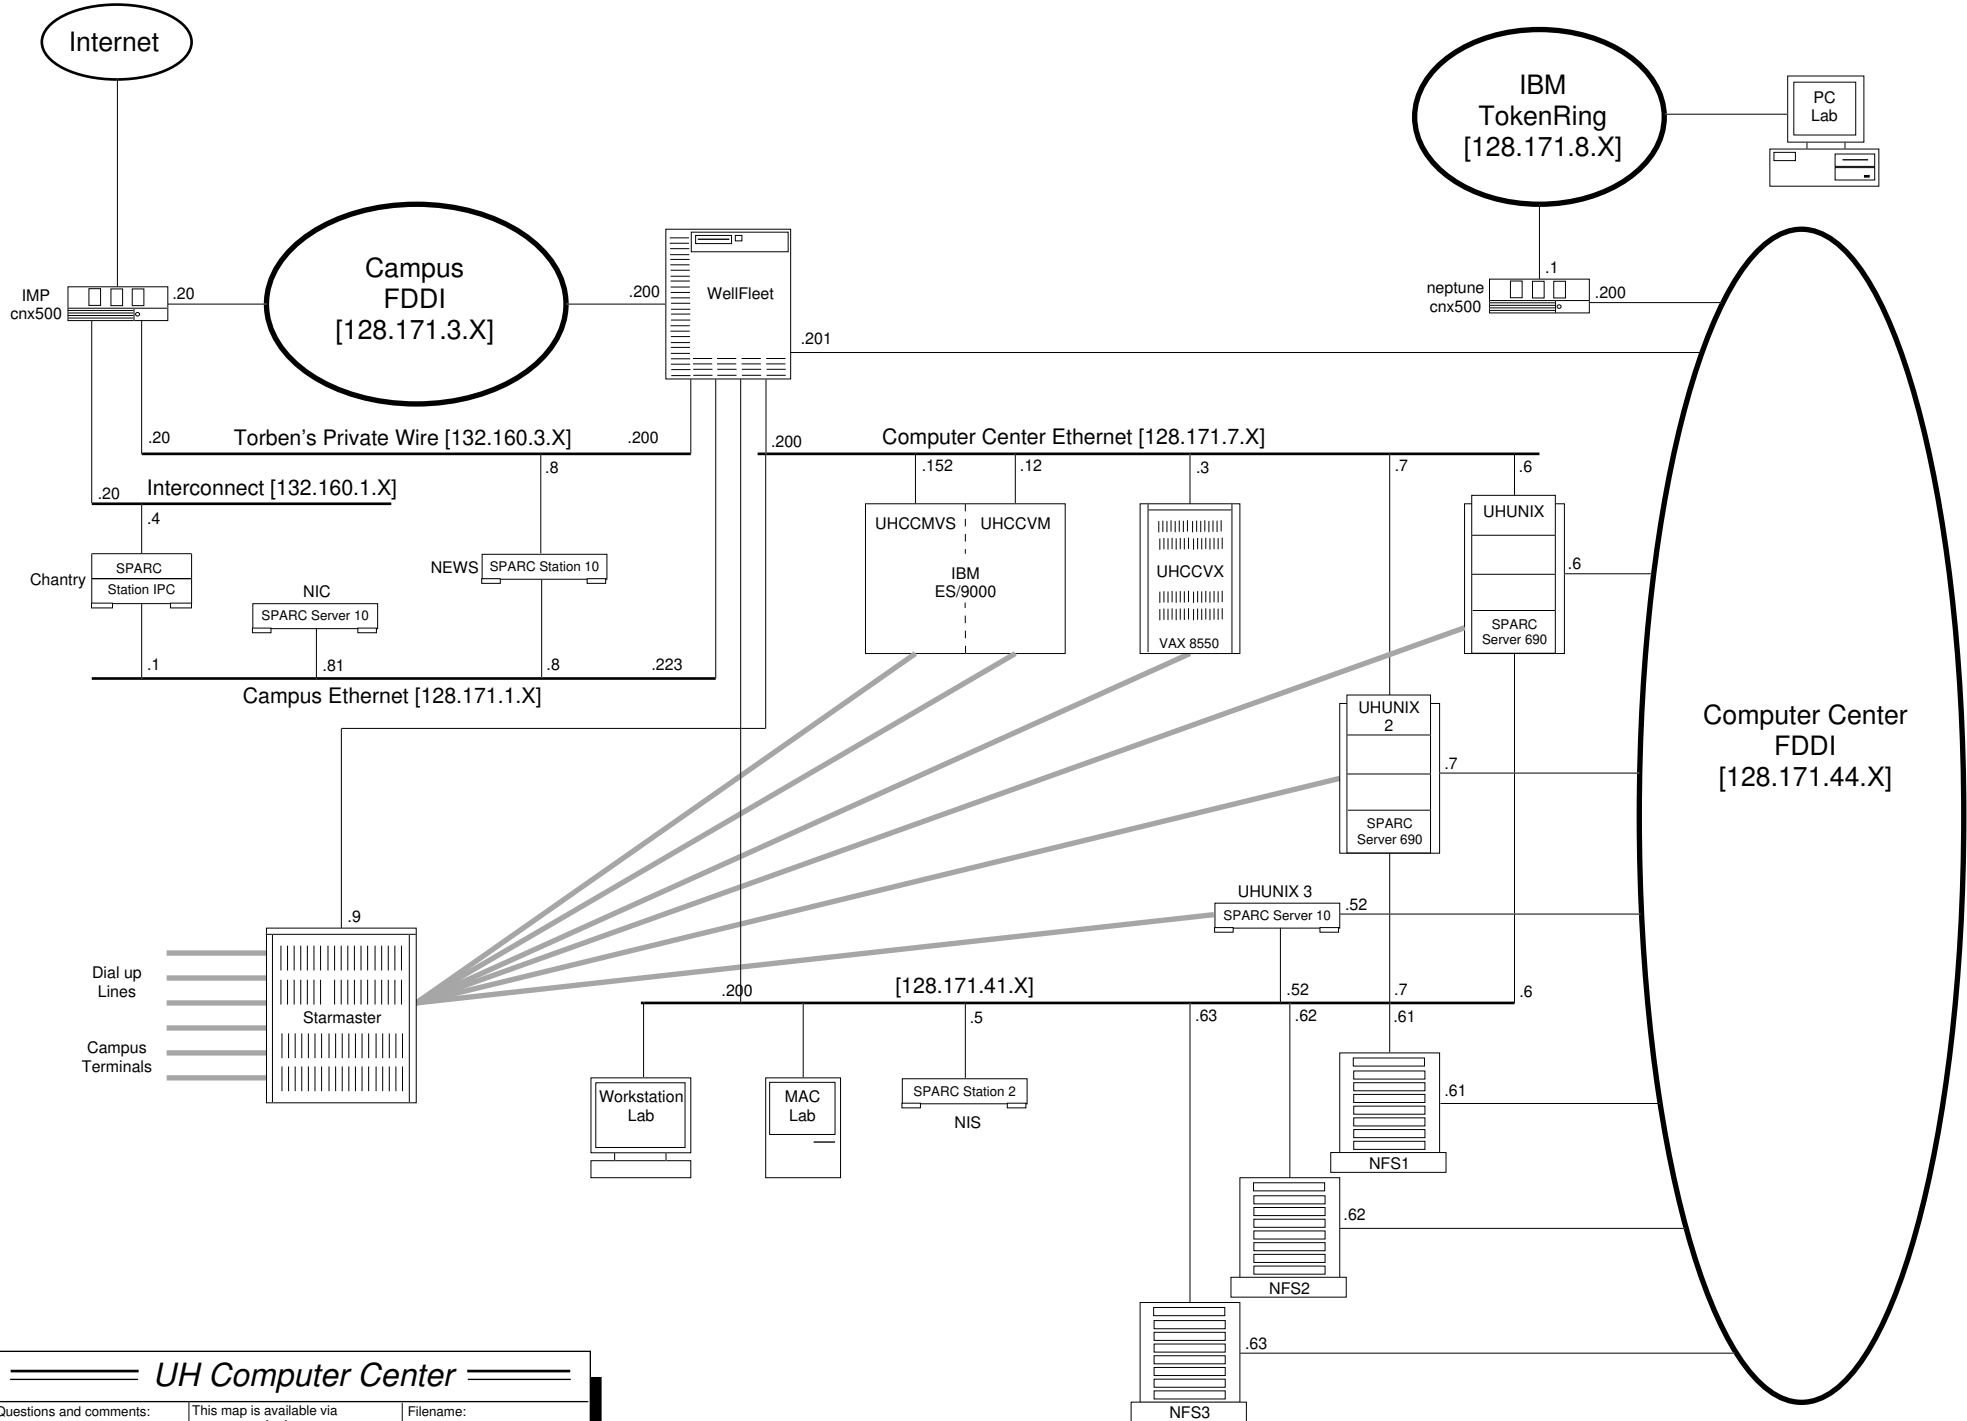 Internet
IBM
TokenRing
[128.171.8.X]
PC
Lab
Campus
FDDI
[128.171.3.X]
IMP
cnx500
.20
.200
WellFleet
.201
.1
neptune
cnx500
.200
.20
Torben's Private Wire [132.160.3.X]
.200
.200
Computer Center Ethernet [128.171.7.X]
.8
.152
.12
.3
.7
.6
.20
Interconnect [132.160.1.X]
.4
Chantry
SPARC
Station IPC
NIC
SPARC Server 10
NEWS
SPARC Station 10
UHCCMVS
UHCCVM
IBM
ES/9000
UHCCVX
VAX 8550
UHUNIX
SPARC
Server 690
.6
.1
.81
.8
.223
Campus Ethernet [128.171.1.X]
UHUNIX
2
SPARC
Server 690
.7
Computer Center
FDDI
[128.171.44.X]
UHUNIX 3
SPARC Server 10
.52
.9
Dial up
Lines
Campus
Terminals
Starmaster
.200
[128.171.41.X]
.52
.7
.6
.5
.63
.62
.61
Workstation
Lab
MAC
Lab
SPARC Station 2
NIS
.61
NFS1
.62
NFS2
.63
NFS3
UH Computer Center
Questions and comments:
This map is available via
Filename: